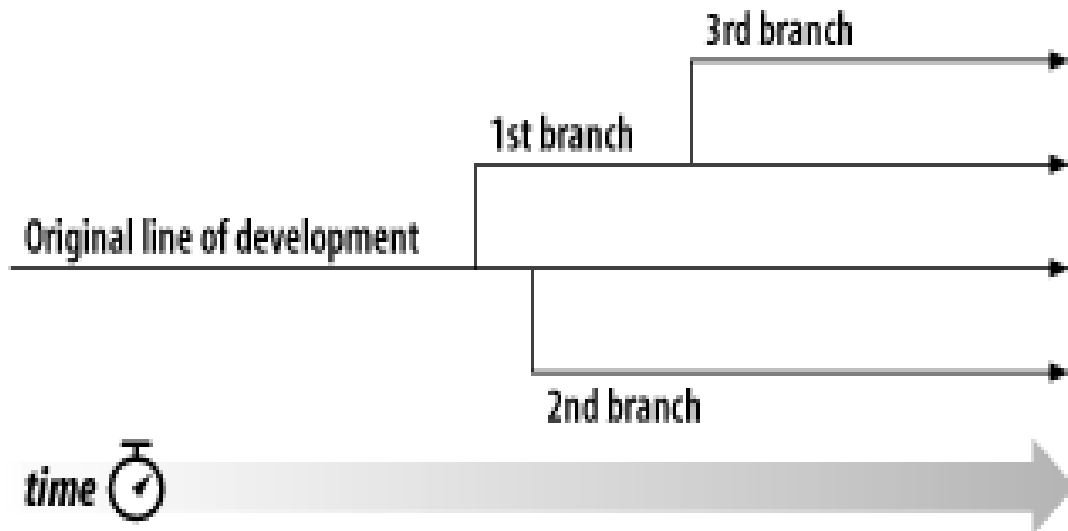 3rd branch
1st branch
Original line of development
2nd branch
time